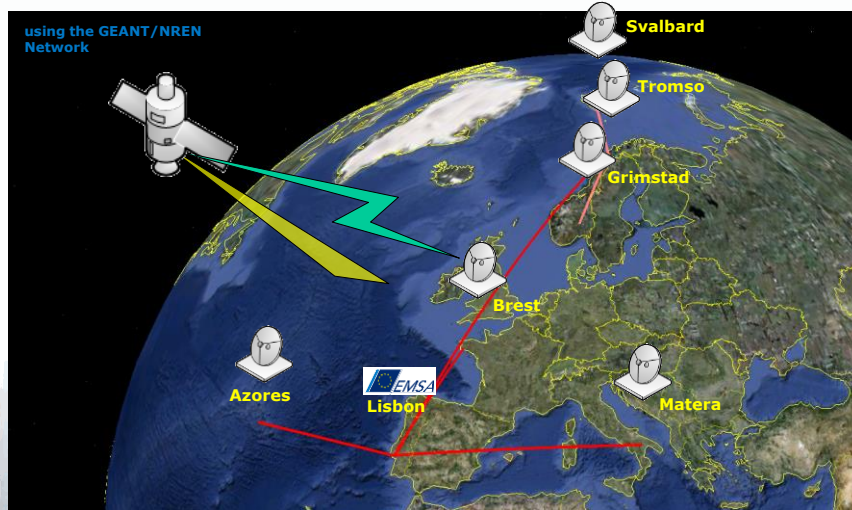 using the GEANT/NREN
Network
Svalbard
Tromso
Grimstad
Brest
EMSA
Azores
Lisbon
Matera